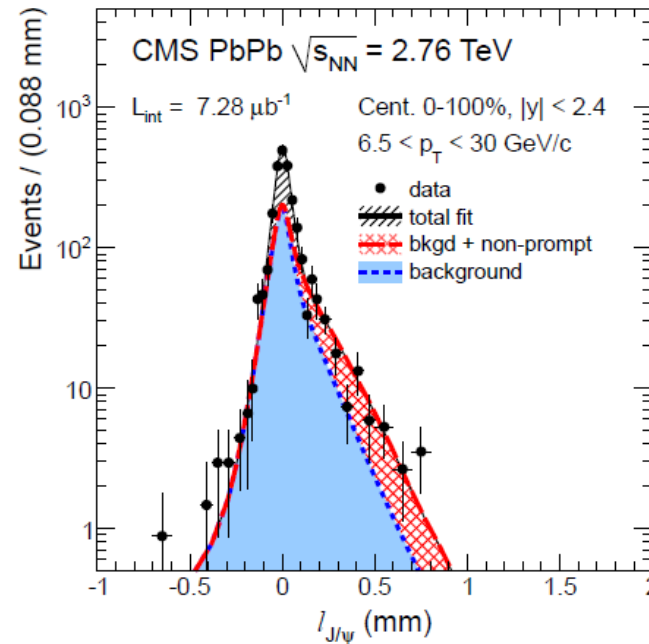 CMS PbPb √sNN = 2.76 TeV
Lint = 7.28 μb-1
Cent. 0-100%, |y| < 2.4
6.5 < pT < 30 GeV/c
data
total fit
bkgd + non-prompt
background
Events / (0.088 mm)
10³
10²
10
1
-1 -0.5 0 0.5 1 1.5 2
lJ/ψ (mm)